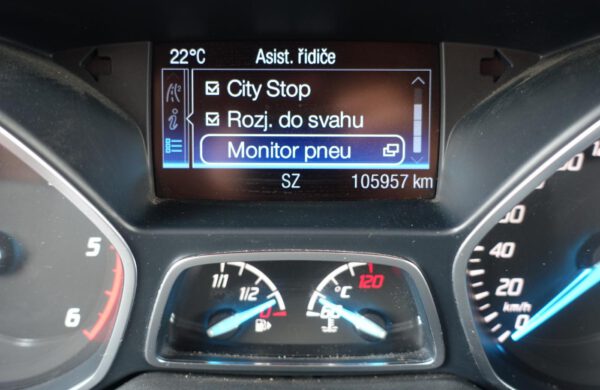 22°C Asist. řidiče
City Stop
Rozj. do svahu
Monitor pneu
SZ 105957 km
5
6
1/1
1/2
0
°C
120
60
40
20
0
km/h